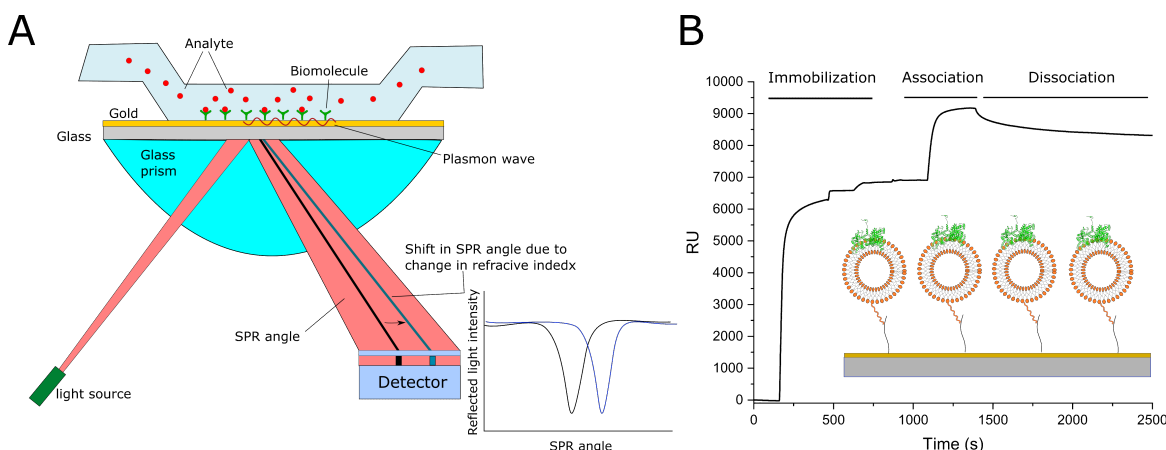 A
Analyte
Biomolecule
Gold
Glass
Glass
prism
Plasmon wave
Shift in SPR angle due to
change in refracive indedx
SPR angle
light source
Detector
Reflected light intensity
SPR angle
B
Immobilization
Association
Dissociation
10000
9000
8000
7000
6000
5000
4000
3000
2000
1000
0
RU
0
500
1000
1500
2000
2500
Time (s)